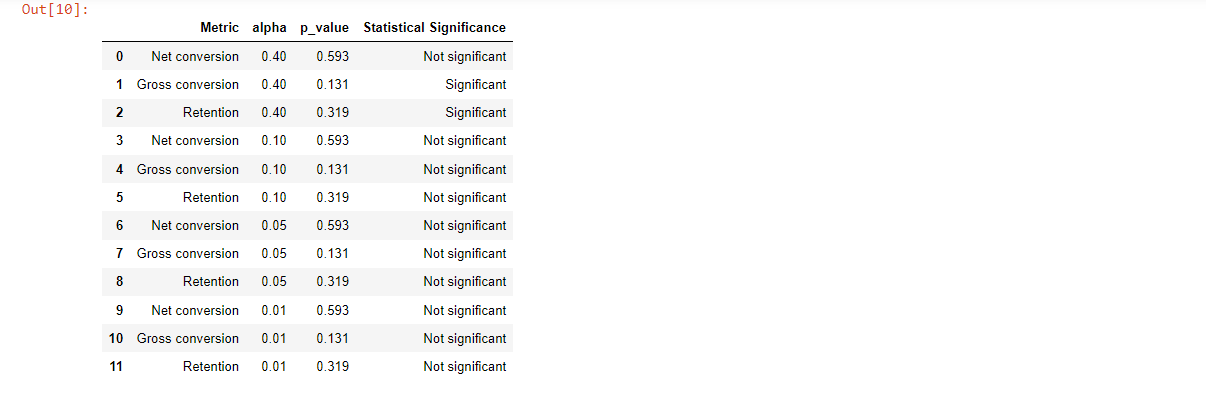 Out[10]:
Metric alpha p_value Statistical Significance
0 Net conversion 0.40 0.593 Not significant
1 Gross conversion 0.40 0.131 Significant
2 Retention 0.40 0.319 Significant
3 Net conversion 0.10 0.593 Not significant
4 Gross conversion 0.10 0.131 Not significant
5 Retention 0.10 0.319 Not significant
6 Net conversion 0.05 0.593 Not significant
7 Gross conversion 0.05 0.131 Not significant
8 Retention 0.05 0.319 Not significant
9 Net conversion 0.01 0.593 Not significant
10 Gross conversion 0.01 0.131 Not significant
11 Retention 0.01 0.319 Not significant